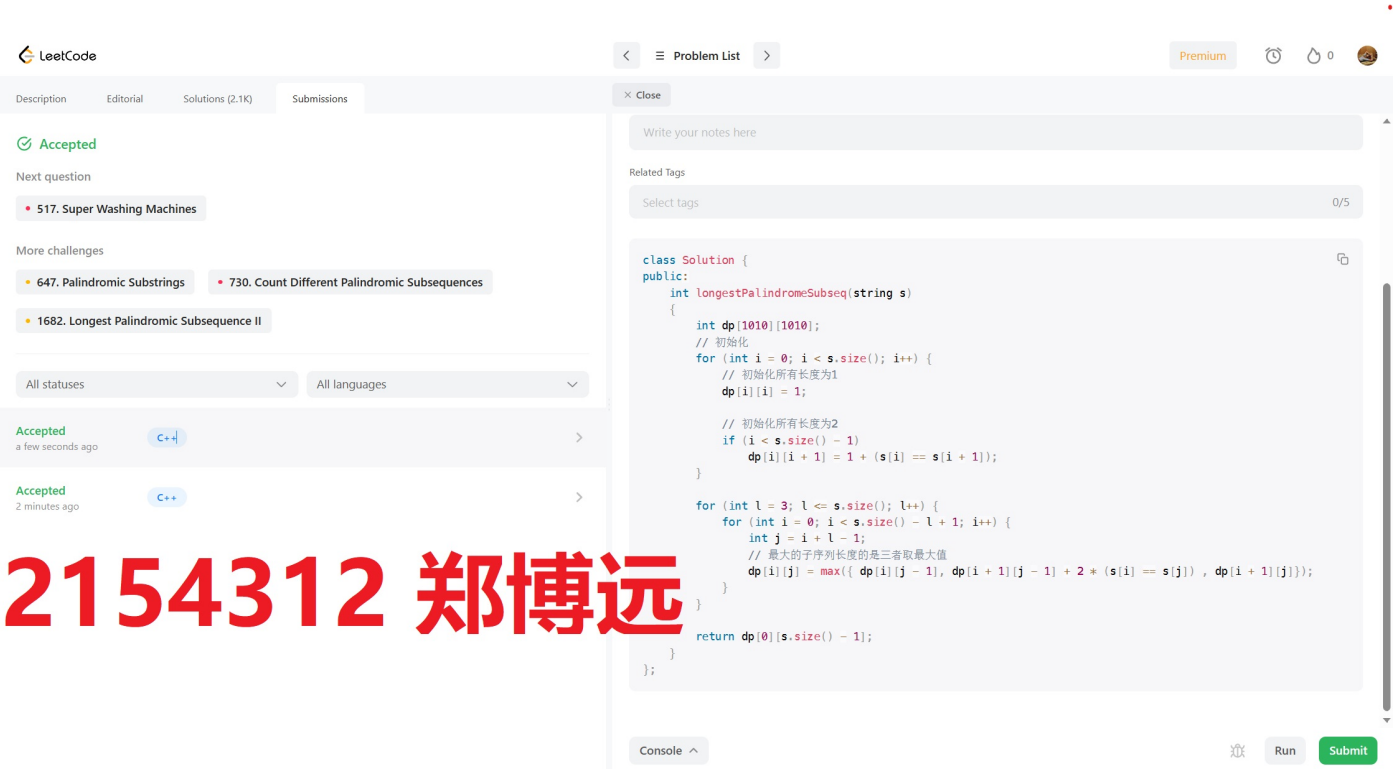 LeetCode
Problem List
Premium
0
Description
Editorial
Solutions (2.1K)
Submissions
× Close
Accepted
Next question
517. Super Washing Machines
More challenges
647. Palindromic Substrings
730. Count Different Palindromic Subsequences
1682. Longest Palindromic Subsequence II
All statuses
All languages
Accepted
a few seconds ago
C++
Accepted
2 minutes ago
C++
2154312 郑博远
Write your notes here
Related Tags
Select tags
0/5
class Solution {
public:
    int longestPalindromeSubseq(string s)
    {
        int dp[1010][1010];
        // 初始化
        for (int i = 0; i < s.size(); i++) {
            // 初始化所有长度为1
            dp[i][i] = 1;
            // 初始化所有长度为2
            if (i < s.size() - 1)
                dp[i][i + 1] = 1 + (s[i] == s[i + 1]);
        }
        for (int l = 3; l <= s.size(); l++) {
            for (int i = 0; i < s.size() - l + 1; i++) {
                int j = i + l - 1;
                // 最大的子序列长度的是三者取最大值
                dp[i][j] = max({ dp[i][j - 1], dp[i + 1][j - 1] + 2 * (s[i] == s[j]) , dp[i + 1][j]});
            }
        }
        return dp[0][s.size() - 1];
    }
};
Console
Run
Submit